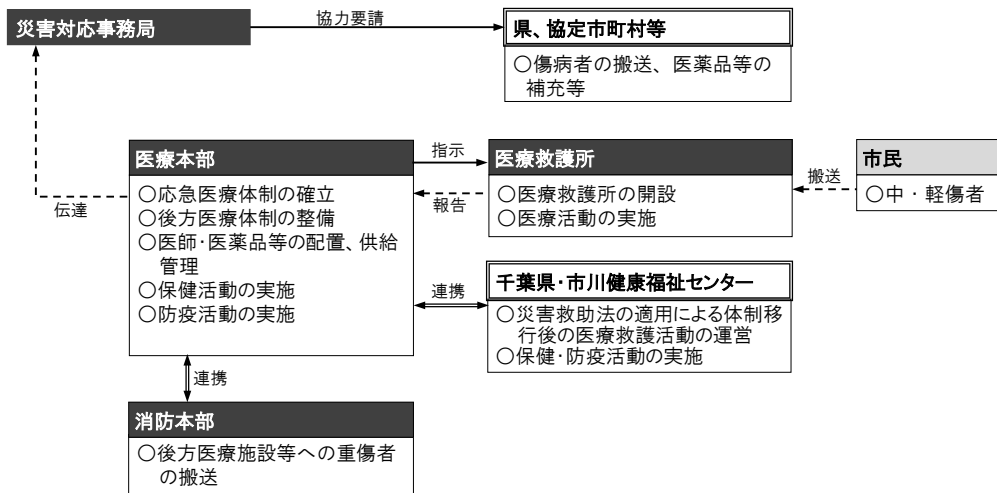 災害対応事務局
協力要請
県、協定市町村等
○傷病者の搬送、医薬品等の
補充等
伝達
医療本部
○応急医療体制の確立
○後方医療体制の整備
○医師・医薬品等の配置、供給
管理
○保健活動の実施
○防疫活動の実施
指示
報告
医療救護所
○医療救護所の開設
○医療活動の実施
搬送
市民
○中・軽傷者
連携
千葉県・市川健康福祉センター
○災害救助法の適用による体制移
行後の医療救護活動の運営
○保健・防疫活動の実施
連携
消防本部
○後方医療施設等への重傷者
の搬送